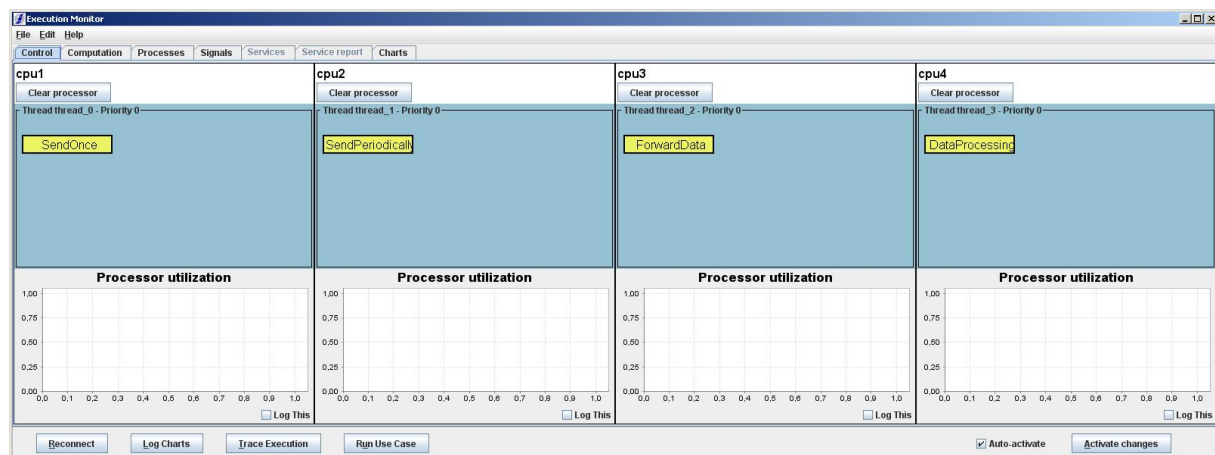 Execution Monitor
File Edit Help
Control Computation Processes Signals Services Service report Charts
cpu1 cpu2 cpu3 cpu4
Clear processor Clear processor Clear processor Clear processor
Thread thread_0 - Priority 0 Thread thread_1 - Priority 0 Thread thread_2 - Priority 0 Thread thread_3 - Priority 0
SendOnce SendPeriodically ForwardData DataProcessing
Processor utilization Processor utilization Processor utilization Processor utilization
1,00 1,00 1,00 1,00
0,75 0,75 0,75 0,75
0,50 0,50 0,50 0,50
0,25 0,25 0,25 0,25
0,00 0,00 0,00 0,00
0,0 0,1 0,2 0,3 0,4 0,5 0,6 0,7 0,8 0,9 1,0 0,0 0,1 0,2 0,3 0,4 0,5 0,6 0,7 0,8 0,9 1,0 0,0 0,1 0,2 0,3 0,4 0,5 0,6 0,7 0,8 0,9 1,0 0,0 0,1 0,2 0,3 0,4 0,5 0,6 0,7 0,8 0,9 1,0
Log This Log This Log This Log This
Reconnect Log Charts Trace Execution Run Use Case Auto-activate Activate changes